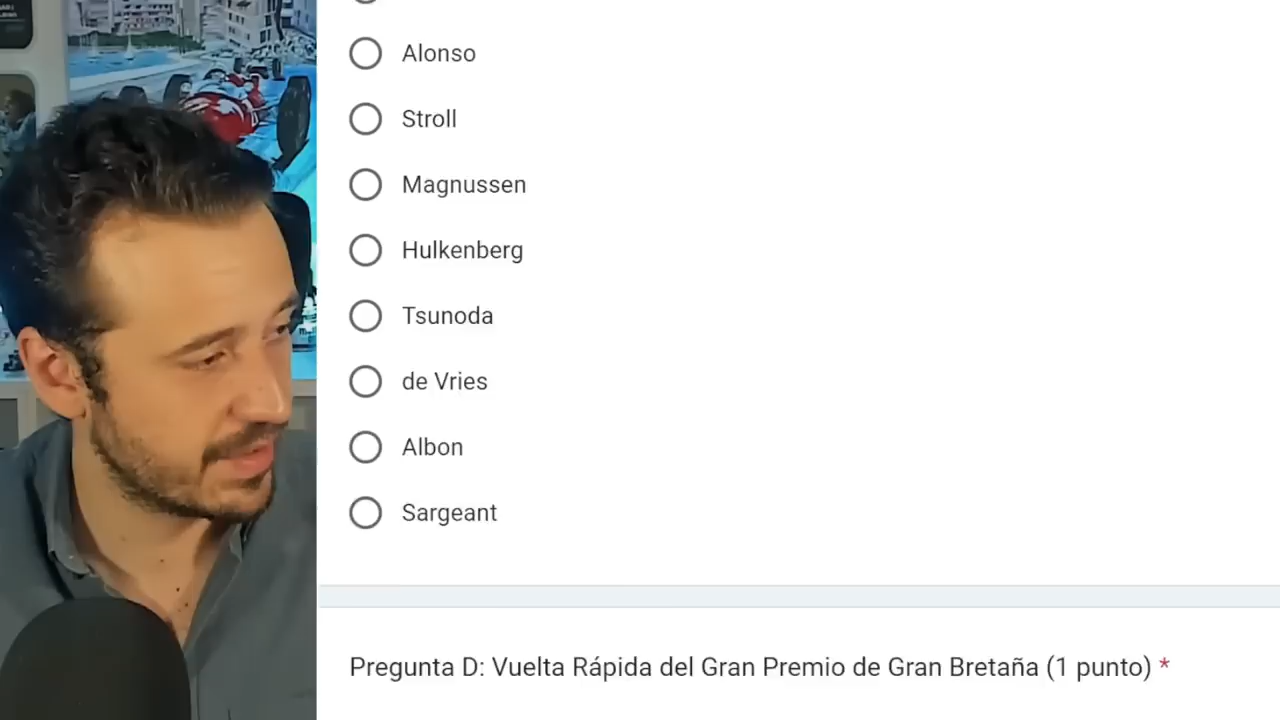 Alonso
Stroll
Magnussen
Hulkenberg
Tsunoda
de Vries
Albon
Sargeant
Pregunta D: Vuelta Rápida del Gran Premio de Gran Bretaña (1 punto) *